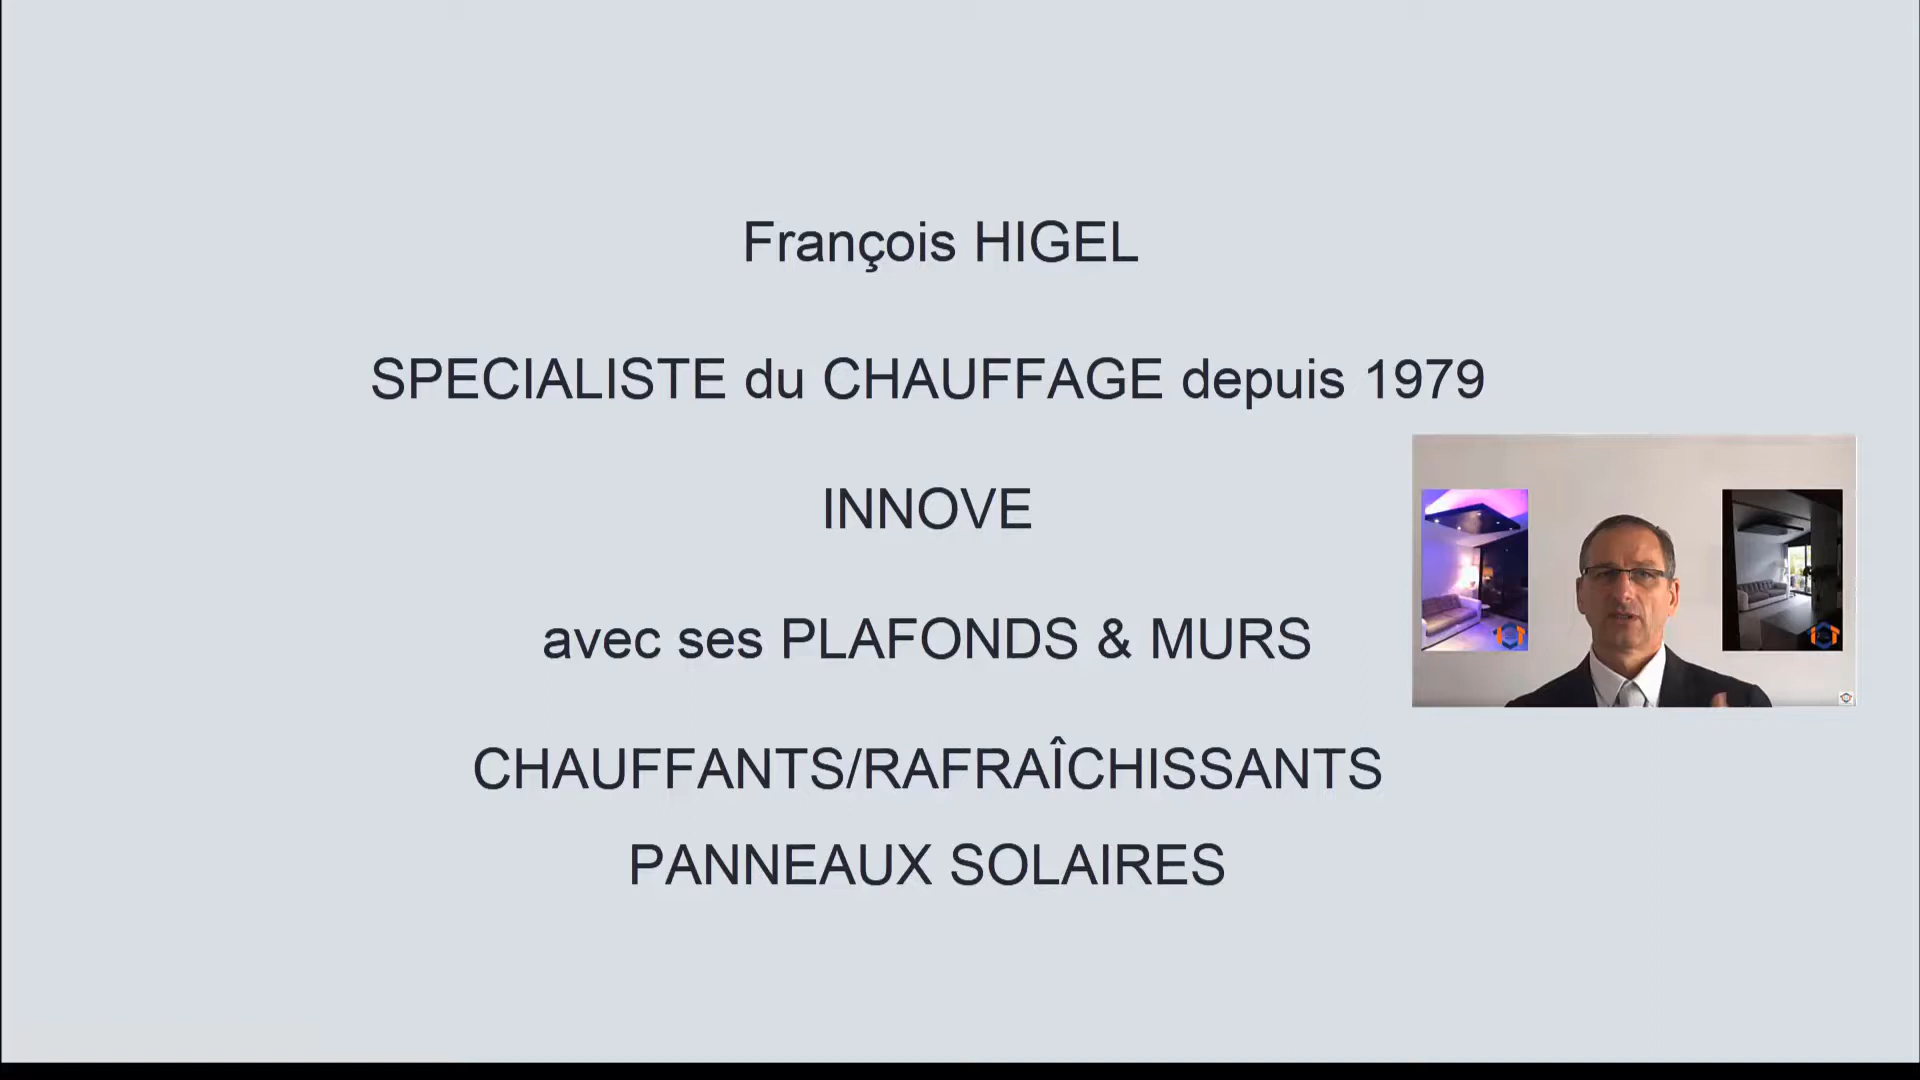 François HIGEL
SPECIALISTE du CHAUFFAGE depuis 1979
INNOVE
avec ses PLAFONDS & MURS
CHAUFFANTS/RAFRAÎCHISSANTS
PANNEAUX SOLAIRES